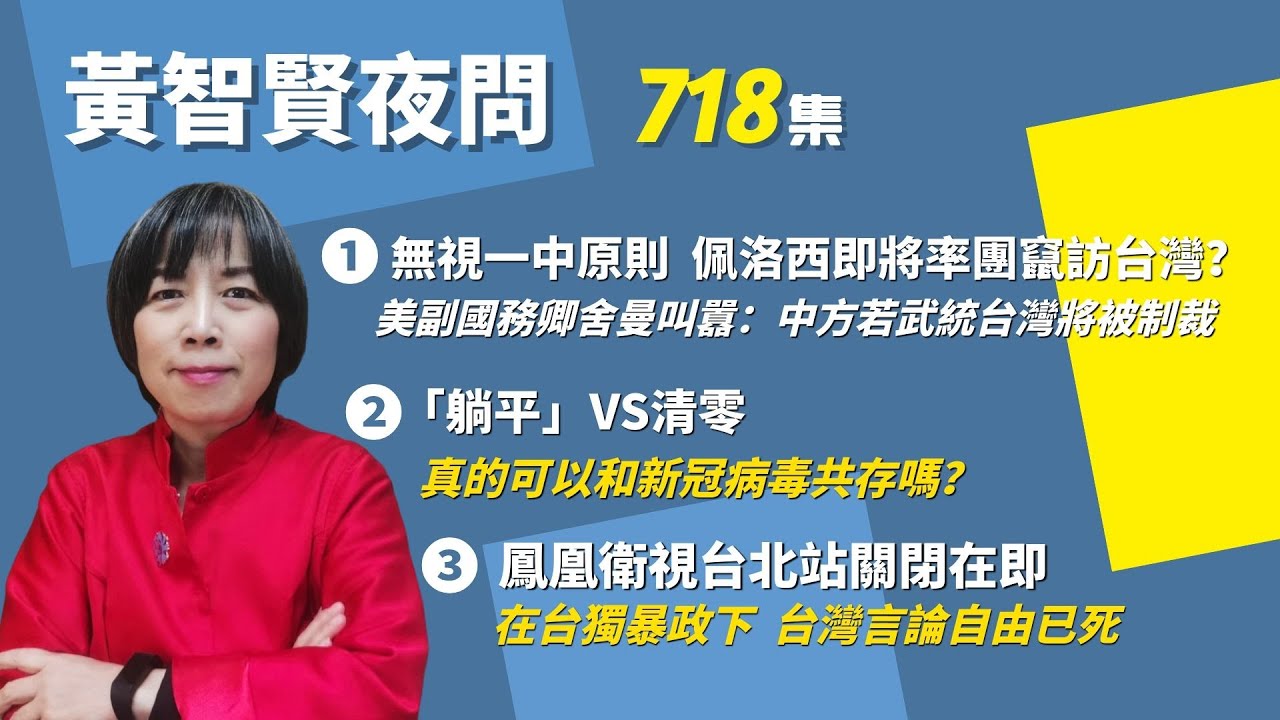 黃智賢夜問 718集
1 無視一中原則 佩洛西即將率團竄訪台灣?
美副國務卿舍曼叫囂：中方若武統台灣將被制裁
2 「躺平」VS清零
真的可以和新冠病毒共存嗎?
3 鳳凰衛視台北站關閉在即
在台獨暴政下 台灣言論自由已死